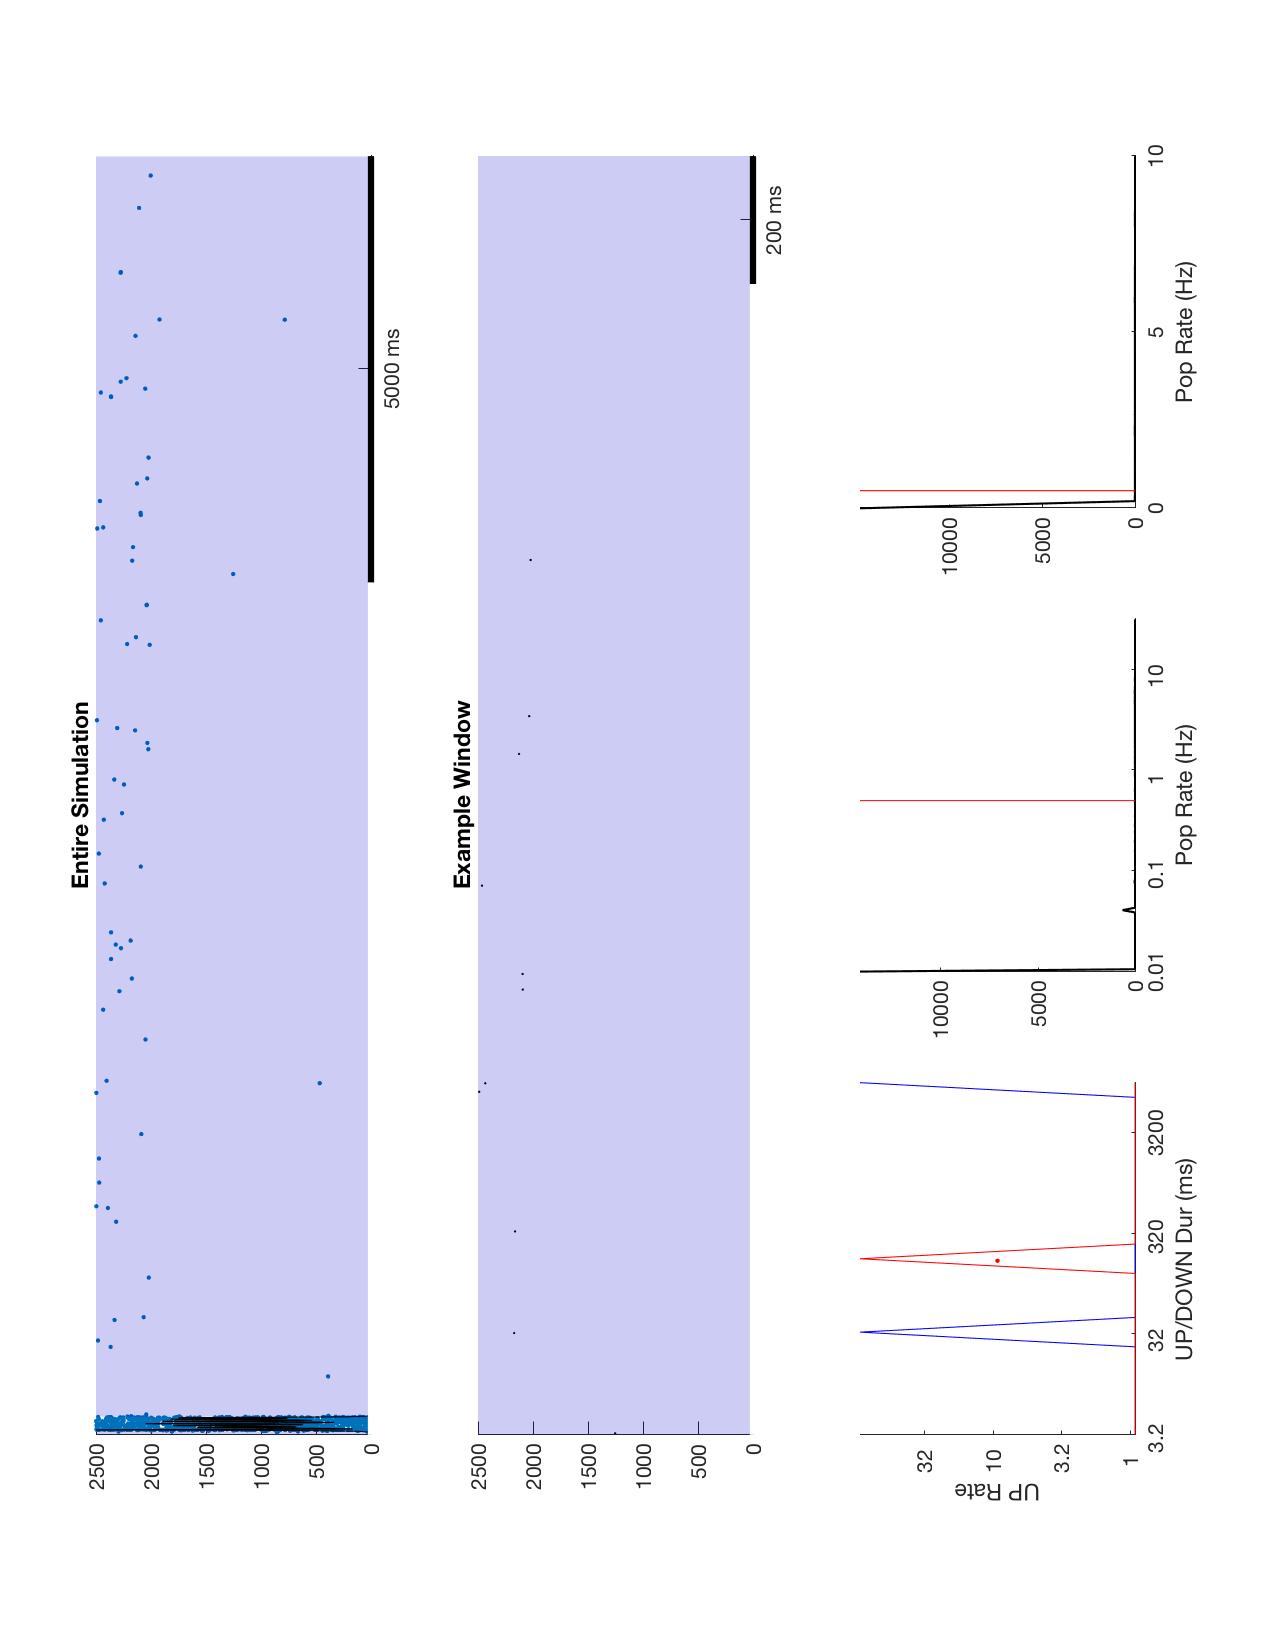 Entire Simulation
2500
2000
1500
1000
500
0
5000 ms
Example Window
2500
2000
1500
1000
500
0
200 ms
UP Rate
32
10
3.2
1
3.2 32 320 3200
UP/DOWN Dur (ms)
10000
5000
0
0.01 0.1 1 10
Pop Rate (Hz)
10000
5000
0
0 5 10
Pop Rate (Hz)